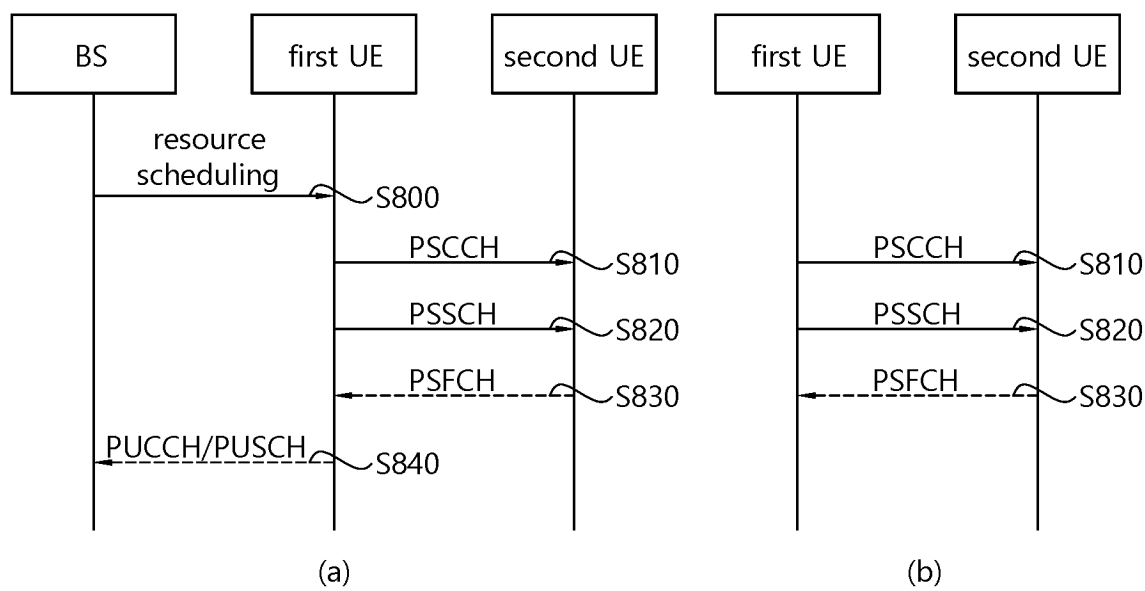 BS
first UE
second UE
first UE
second UE
resource
scheduling
S800
PSCCH
S810
PSCCH
S810
PSSCH
S820
PSSCH
S820
PSFCH
S830
PSFCH
S830
PUCCH/PUSCH
S840
(a)
(b)